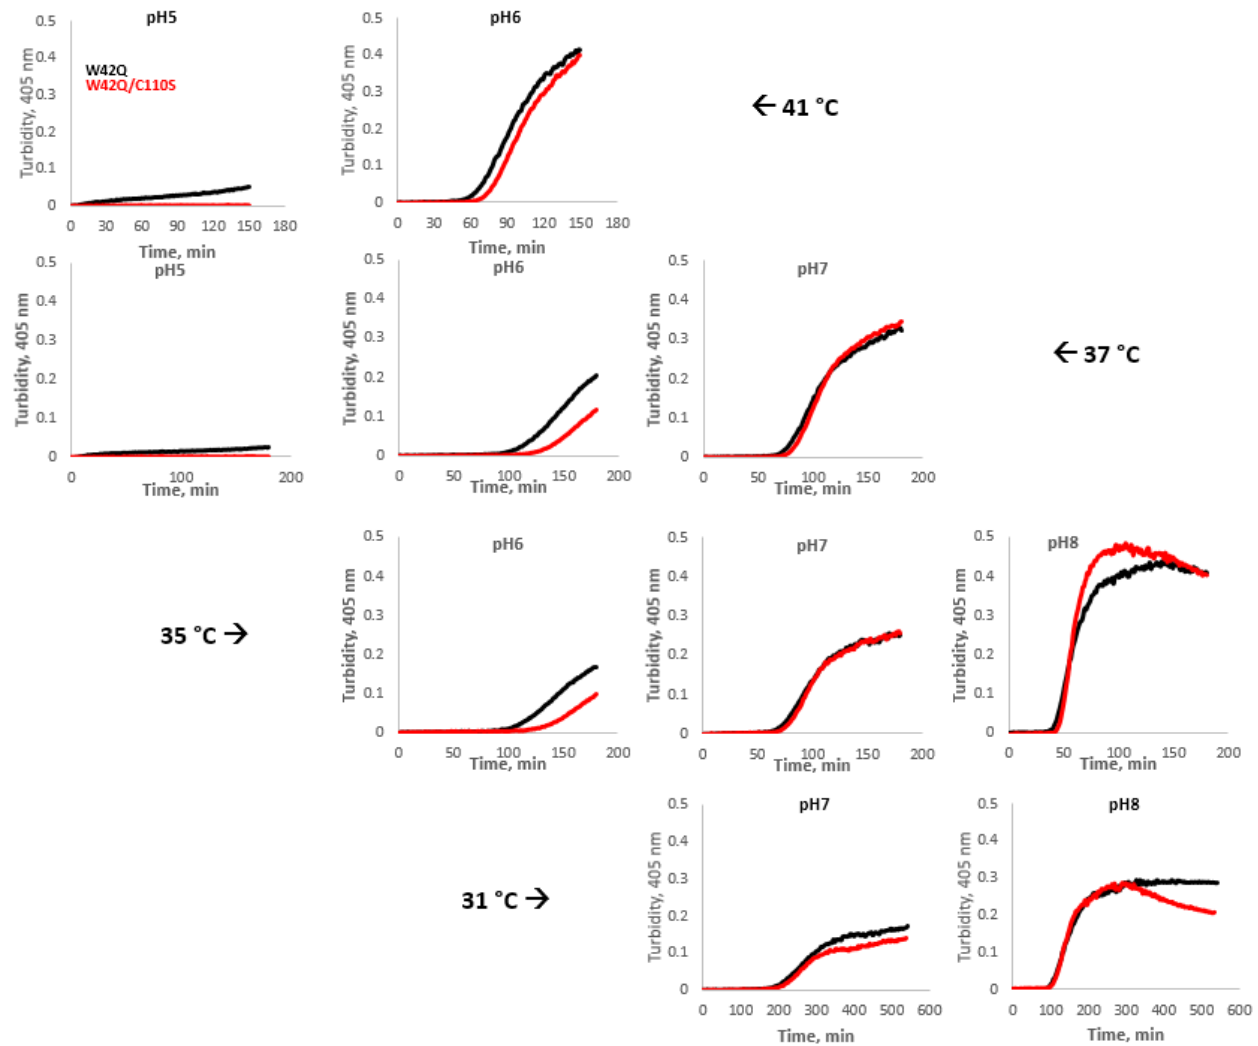 pH5
0.5
0.4
0.3
0.2
0.1
0
Turbidity, 405 nm
W42Q
W42Q/C110S
0 30 60 90 120 150 180
Time, min
pH6
0.5
0.4
0.3
0.2
0.1
0
Turbidity, 405 nm
0 30 60 90 120 150 180
Time, min
← 41 °C
pH5
0.5
0.4
0.3
0.2
0.1
0
Turbidity, 405 nm
0 100 200
Time, min
pH6
0.5
0.4
0.3
0.2
0.1
0
Turbidity, 405 nm
0 50 100 150 200
Time, min
pH7
0.5
0.4
0.3
0.2
0.1
0
Turbidity, 405 nm
0 50 100 150 200
Time, min
← 37 °C
35 °C →
pH6
0.5
0.4
0.3
0.2
0.1
0
Turbidity, 405 nm
0 50 100 150 200
Time, min
pH7
0.5
0.4
0.3
0.2
0.1
0
Turbidity, 405 nm
0 50 100 150 200
Time, min
pH8
0.5
0.4
0.3
0.2
0.1
0
Turbidity, 405 nm
0 50 100 150 200
Time, min
31 °C →
pH7
0.5
0.4
0.3
0.2
0.1
0
Turbidity, 405 nm
0 100 200 300 400 500 600
Time, min
pH8
0.5
0.4
0.3
0.2
0.1
0
Turbidity, 405 nm
0 100 200 300 400 500 600
Time, min